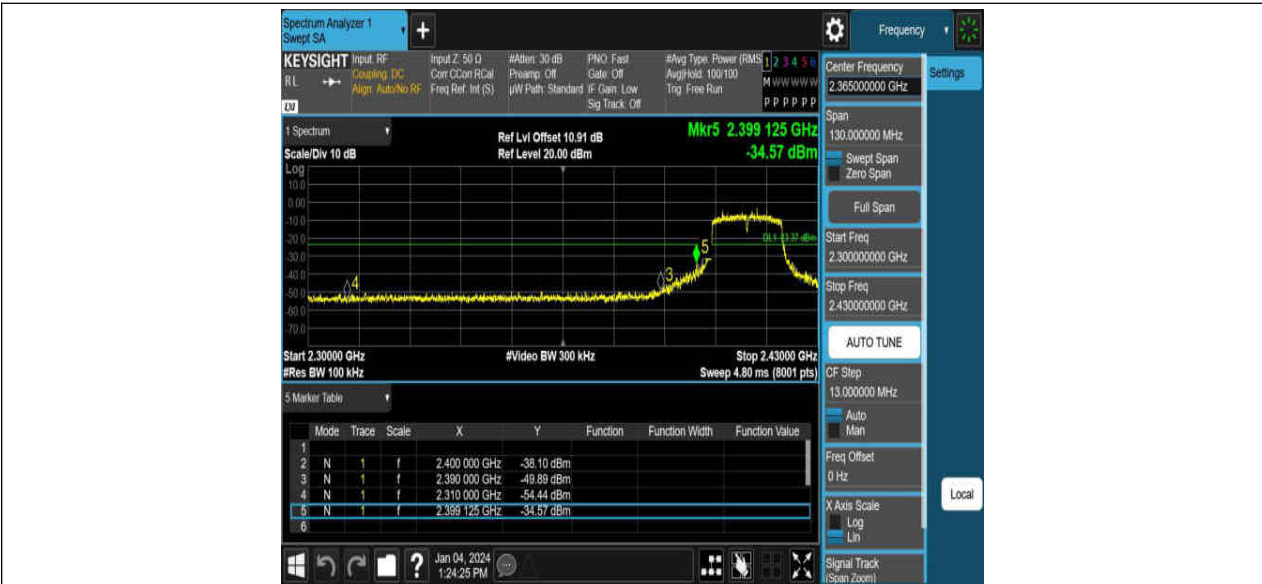 Spectrum Analyzer 1
Swept SA
+
Frequency
KEYSIGHT Input: RF Input Z: 50 Ω #Atten: 30 dB PNO: Fast #Avg Type: Power (RMS 1 2 3 4 5 6
RL Coupling: DC Corr CCorr RCal Preamp: Off Gate: Off Avg|Hold: 100/100 M W W W W W
Align: Auto/No RF Freq Ref: Int (S) µW Path: Standard IF Gain: Low Trig: Free Run
LXI Sig Track: Off P P P P P P
1 Spectrum
Ref Lvl Offset 10.91 dB
Mkr5 2.399 125 GHz
Scale/Div 10 dB
Ref Level 20.00 dBm
-34.57 dBm
Log
10.0
0.00
-10.0
-20.0
-30.0
-40.0
-50.0
-60.0
-70.0
5
3
4
Start 2.30000 GHz #Video BW 300 kHz Stop 2.43000 GHz
#Res BW 100 kHz Sweep 4.80 ms (8001 pts)
5 Marker Table
Mode Trace Scale X Y Function Function Width Function Value
1
2 N 1 f 2.400 000 GHz -38.10 dBm
3 N 1 f 2.390 000 GHz -49.89 dBm
4 N 1 f 2.310 000 GHz -54.44 dBm
5 N 1 f 2.399 125 GHz -34.57 dBm
6
?
Jan 04, 2024
1:24:25 PM
Center Frequency
2.365000000 GHz
Settings
Span
130.000000 MHz
Swept Span
Zero Span
Full Span
Start Freq
2.300000000 GHz
Stop Freq
2.430000000 GHz
AUTO TUNE
CF Step
13.000000 MHz
Auto
Man
Freq Offset
0 Hz
Local
X Axis Scale
Log
Lin
Signal Track
(Span Zoom)